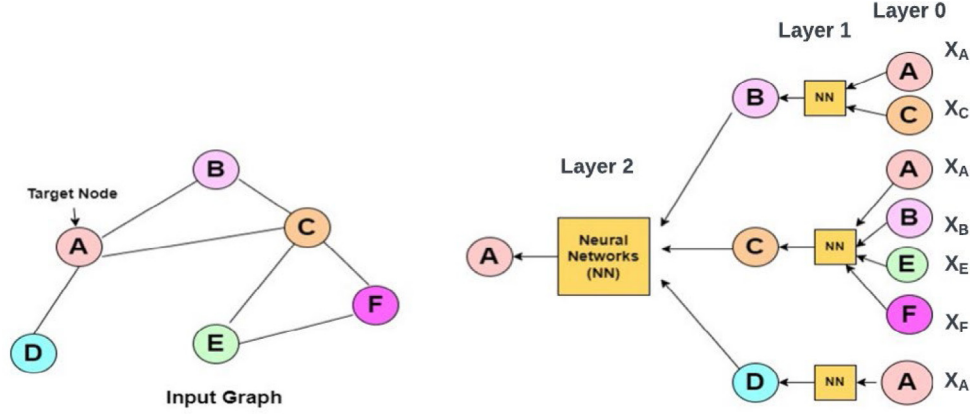 Target Node
A
B
C
D
E
F
Input Graph
Layer 2
Layer 1
Layer 0
A
Neural
Networks
(NN)
B
NN
A
XA
C
XC
C
NN
A
XA
B
XB
E
XE
F
XF
D
NN
A
XA